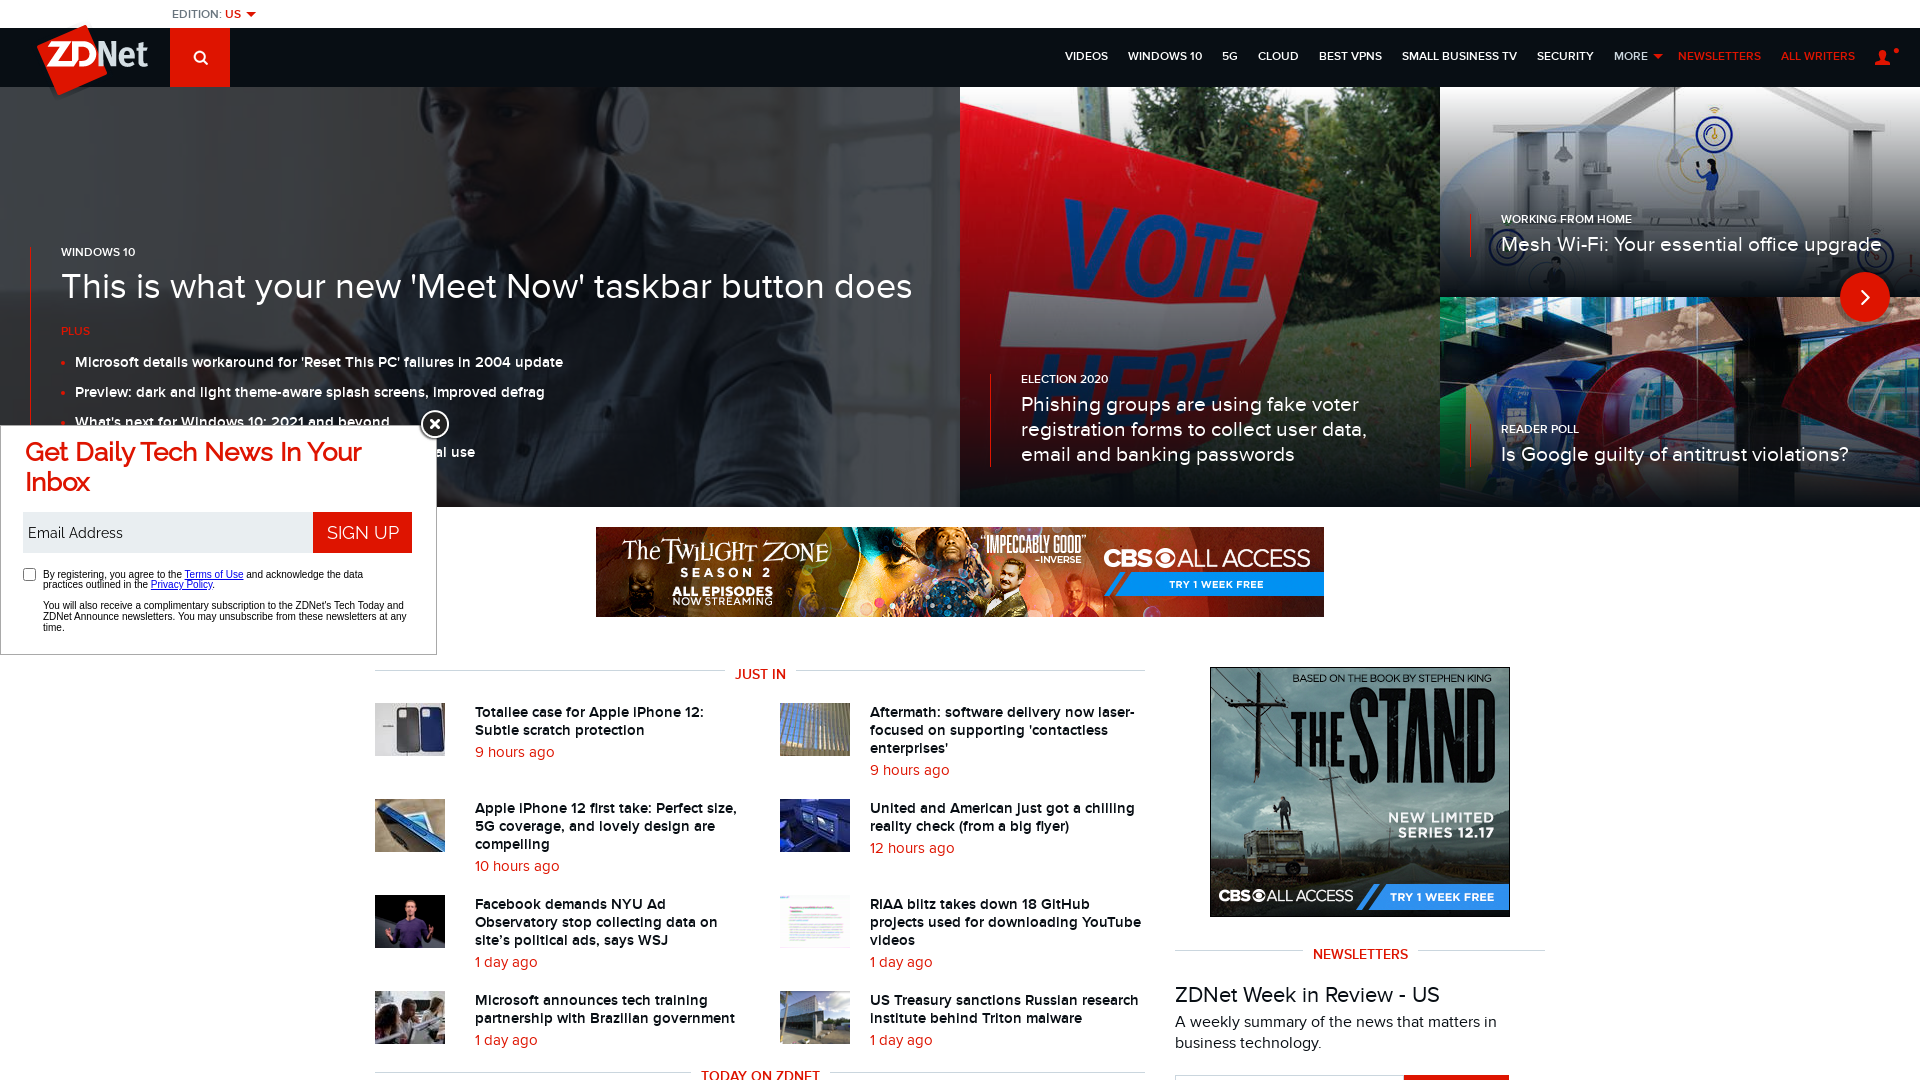 EDITION: US
ZDNet
VIDEOS WINDOWS 10 5G CLOUD BEST VPNS SMALL BUSINESS TV SECURITY MORE NEWSLETTERS ALL WRITERS
WINDOWS 10
This is what your new 'Meet Now' taskbar button does
PLUS
Microsoft details workaround for 'Reset This PC' failures in 2004 update
Preview: dark and light theme-aware splash screens, improved defrag
What's next for Windows 10: 2021 and beyond
al use
VOTE
HERE
ELECTION 2020
Phishing groups are using fake voter
registration forms to collect user data,
email and banking passwords
WORKING FROM HOME
Mesh Wi-Fi: Your essential office upgrade
READER POLL
Is Google guilty of antitrust violations?
Get Daily Tech News In Your
Inbox
Email Address
SIGN UP
By registering, you agree to the Terms of Use and acknowledge the data
practices outlined in the Privacy Policy.
You will also receive a complimentary subscription to the ZDNet's Tech Today and
ZDNet Announce newsletters. You may unsubscribe from these newsletters at any
time.
The TWILIGHT ZONE
SEASON 2
ALL EPISODES
NOW STREAMING
"IMPECCABLY GOOD"
-INVERSE
CBS ALL ACCESS
TRY 1 WEEK FREE
JUST IN
Totallee case for Apple iPhone 12:
Subtle scratch protection
9 hours ago
Aftermath: software delivery now laser-
focused on supporting 'contactless
enterprises'
9 hours ago
Apple iPhone 12 first take: Perfect size,
5G coverage, and lovely design are
compelling
10 hours ago
United and American just got a chilling
reality check (from a big flyer)
12 hours ago
Facebook demands NYU Ad
Observatory stop collecting data on
site's political ads, says WSJ
1 day ago
RIAA blitz takes down 18 GitHub
projects used for downloading YouTube
videos
1 day ago
Microsoft announces tech training
partnership with Brazilian government
1 day ago
US Treasury sanctions Russian research
institute behind Triton malware
1 day ago
TODAY ON ZDNET
BASED ON THE BOOK BY STEPHEN KING
THE STAND
NEW LIMITED
SERIES 12.17
CBS ALL ACCESS
TRY 1 WEEK FREE
NEWSLETTERS
ZDNet Week in Review - US
A weekly summary of the news that matters in
business technology.